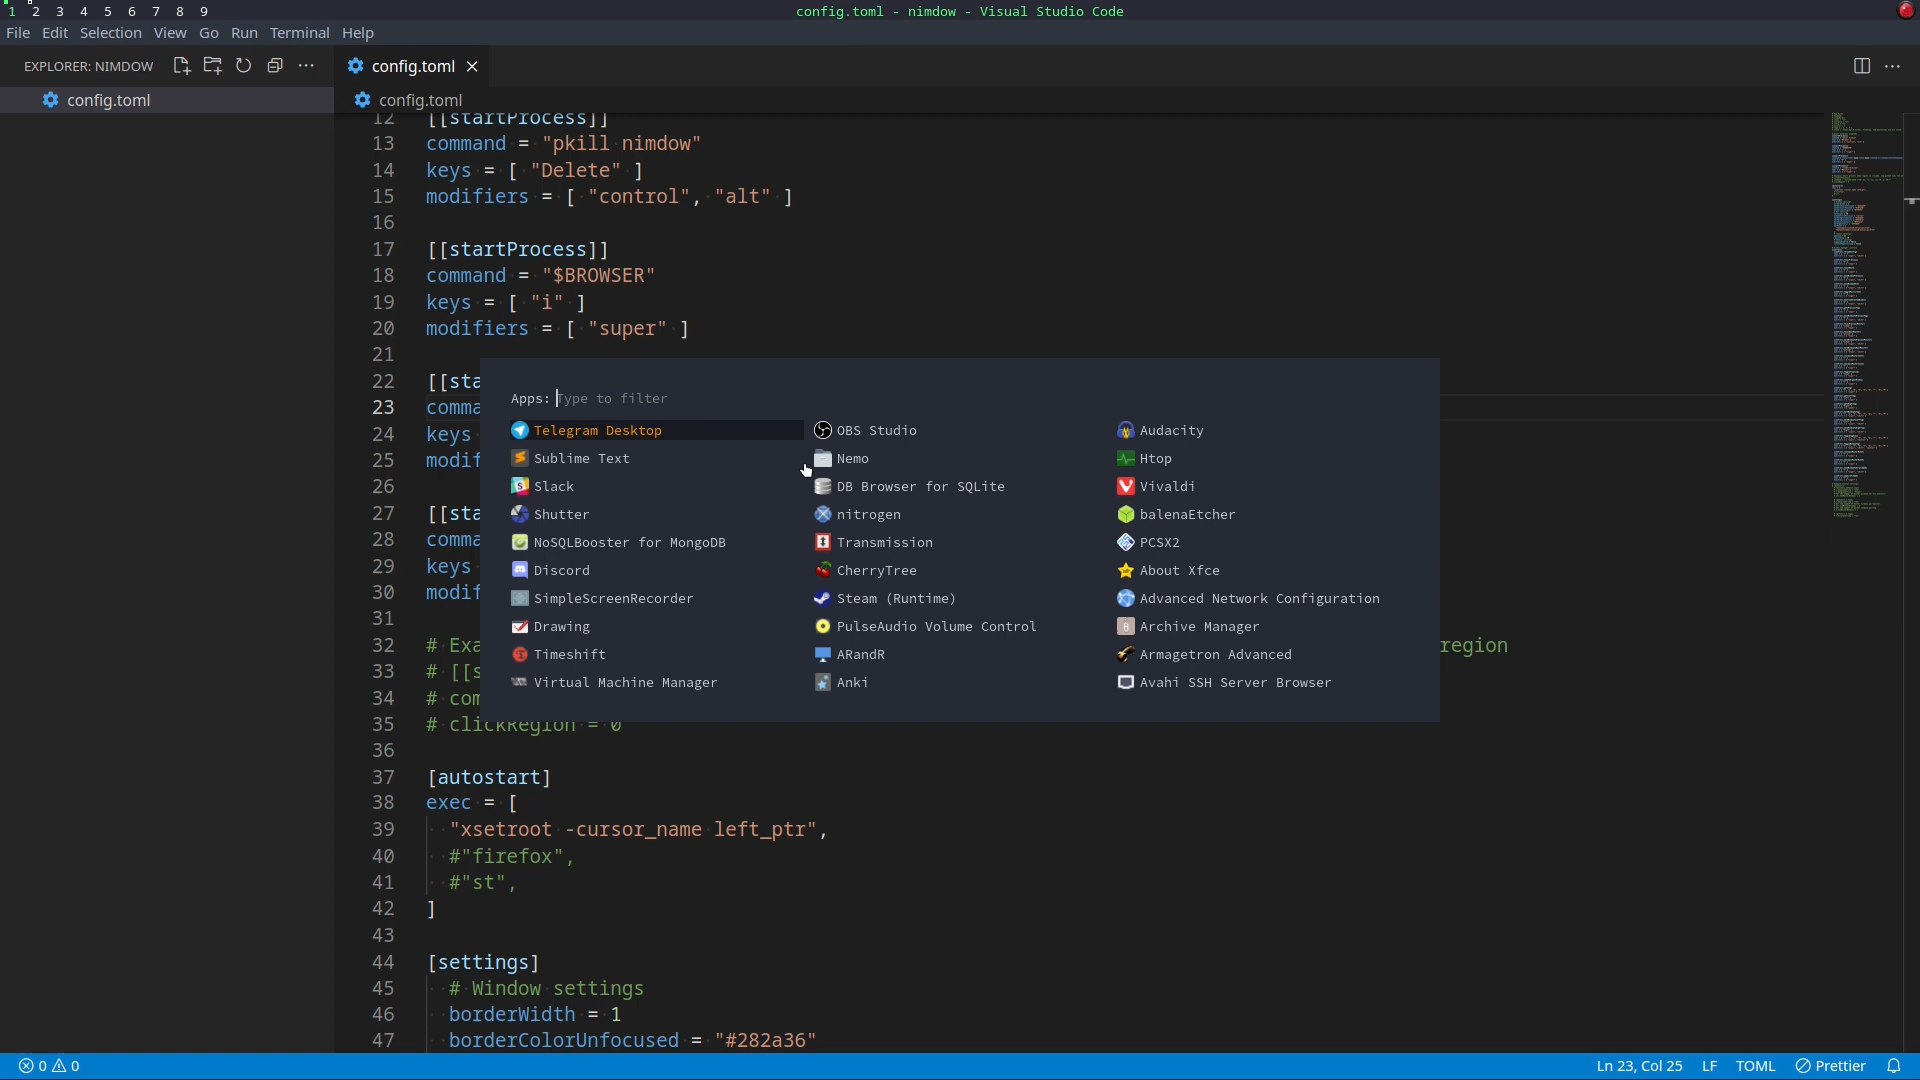 1 2 3 4 5 6 7 8 9
config.toml - nimdow - Visual Studio Code
File Edit Selection View Go Run Terminal Help
EXPLORER: NIMDOW
config.toml
config.toml
config.toml
12 [[startProcess]]
13 command = "pkill nimdow"
14 keys = [ "Delete" ]
15 modifiers = [ "control", "alt" ]
16
17 [[startProcess]]
18 command = "$BROWSER"
19 keys = [ "i" ]
20 modifiers = [ "super" ]
21
22 [[sta
23 comma
24 keys
25 modif
26
27 [[sta
28 comma
29 keys
30 modif
31
32 # Exa region
33 # [[s
34 # com
35 # clickRegion = 0
36
37 [autostart]
38 exec = [
39 "xsetroot -cursor_name left_ptr",
40 #"firefox",
41 #"st",
42 ]
43
44 [settings]
45 # Window settings
46 borderWidth = 1
47 borderColorUnfocused = "#282a36"
Apps: Type to filter
Telegram Desktop
Sublime Text
Slack
Shutter
NoSQLBooster for MongoDB
Discord
SimpleScreenRecorder
Drawing
Timeshift
Virtual Machine Manager
OBS Studio
Nemo
DB Browser for SQLite
nitrogen
Transmission
CherryTree
Steam (Runtime)
PulseAudio Volume Control
ARandR
Anki
Audacity
Htop
Vivaldi
balenaEtcher
PCSX2
About Xfce
Advanced Network Configuration
Archive Manager
Armagetron Advanced
Avahi SSH Server Browser
0 0
Ln 23, Col 25 LF TOML Prettier